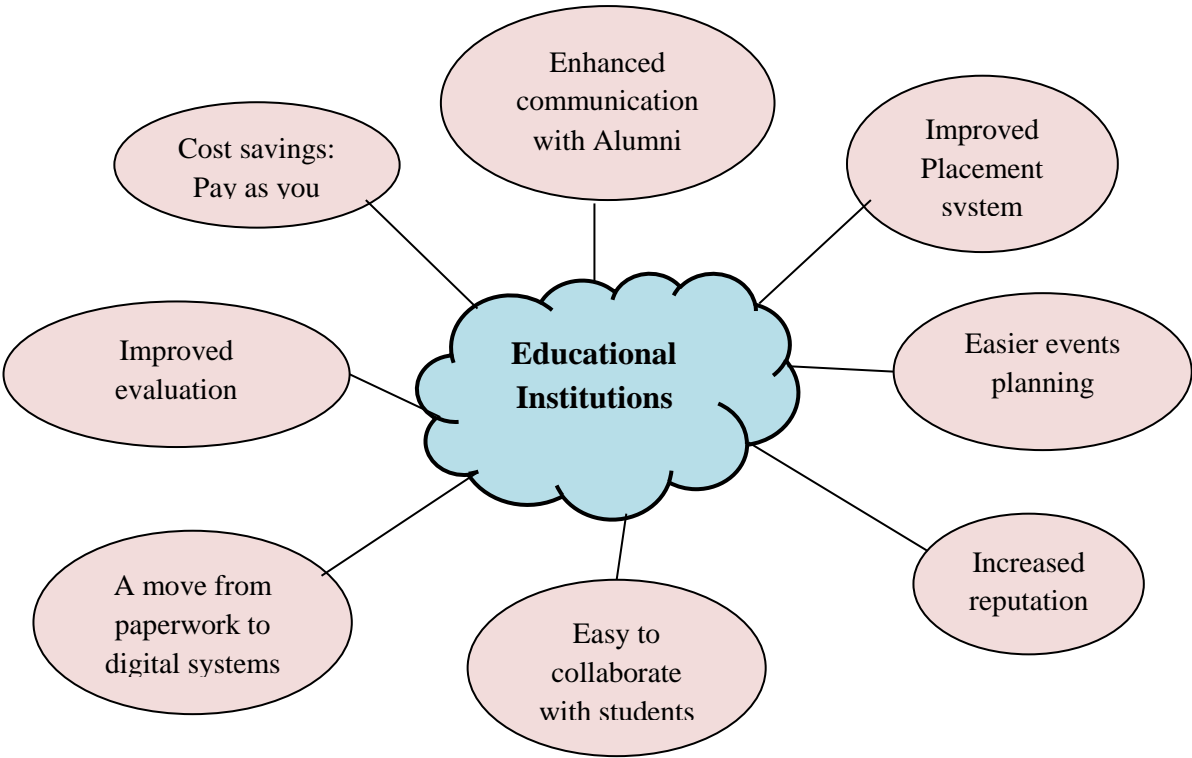 Enhanced
communication
with Alumni
Cost savings:
Pay as you
Improved
Placement
system
Educational
Institutions
Improved
evaluation
Easier events
planning
A move from
paperwork to
digital systems
Easy to
collaborate
with students
Increased
reputation